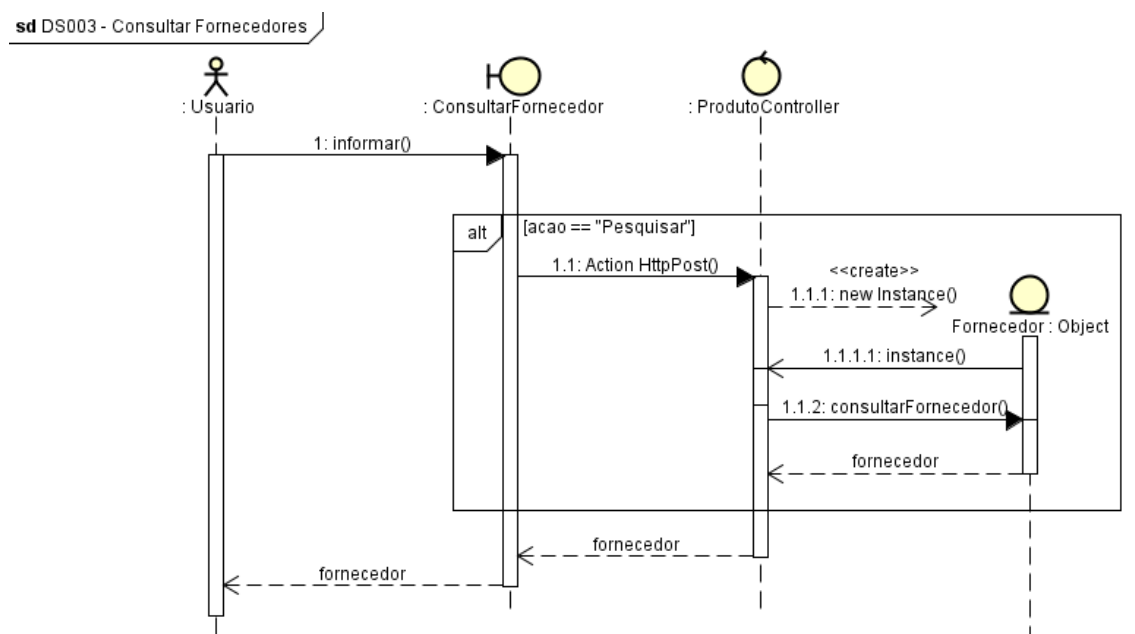 sd DS003 - Consultar Fornecedores
: Usuario
: ConsultarFornecedor
: ProdutoController
1: informar()
alt
[acao == "Pesquisar"]
1.1: Action HttpPost()
<<create>>
1.1.1: new Instance()
Fornecedor : Object
1.1.1.1: instance()
1.1.2: consultarFornecedor()
fornecedor
fornecedor
fornecedor